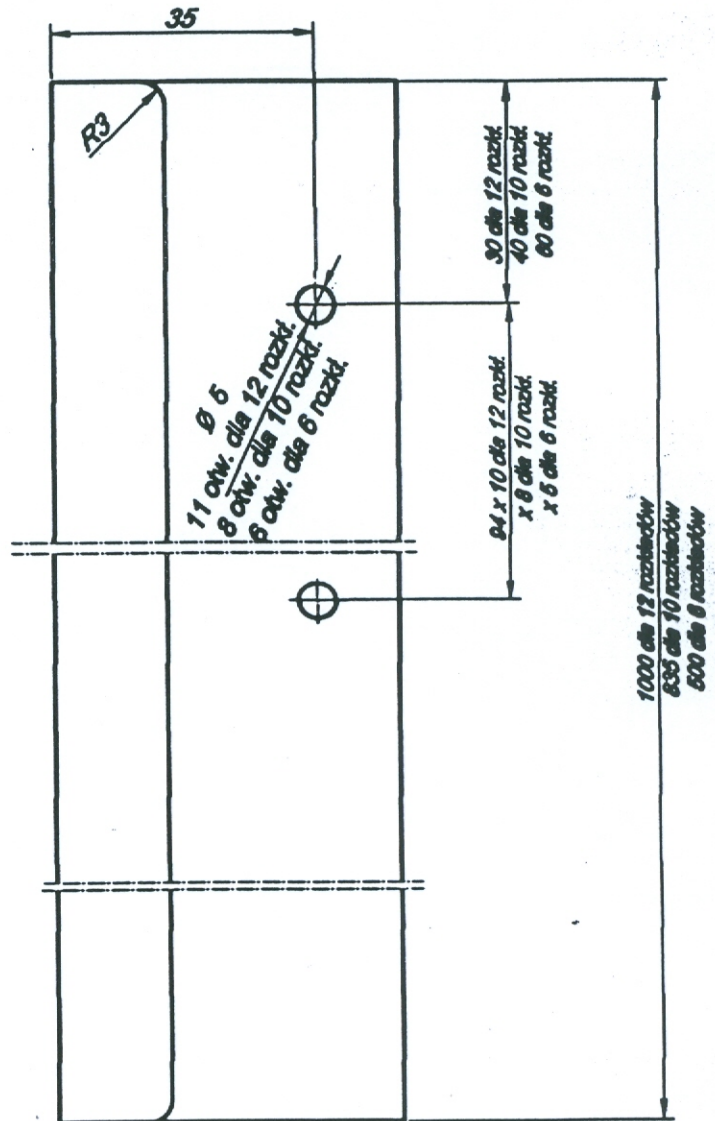 35
R3
30 dla 12 rozkł.
40 dla 10 rozkł.
60 dla 6 rozkł.
Ø 5
11 otw. dla 12 rozkł.
8 otw. dla 10 rozkł.
6 otw. dla 6 rozkł.
94 x 10 dla 12 rozkł.
x 8 dla 10 rozkł.
x 5 dla 6 rozkł.
1000 dla 12 rozkładów
835 dla 10 rozkładów
500 dla 6 rozkładów